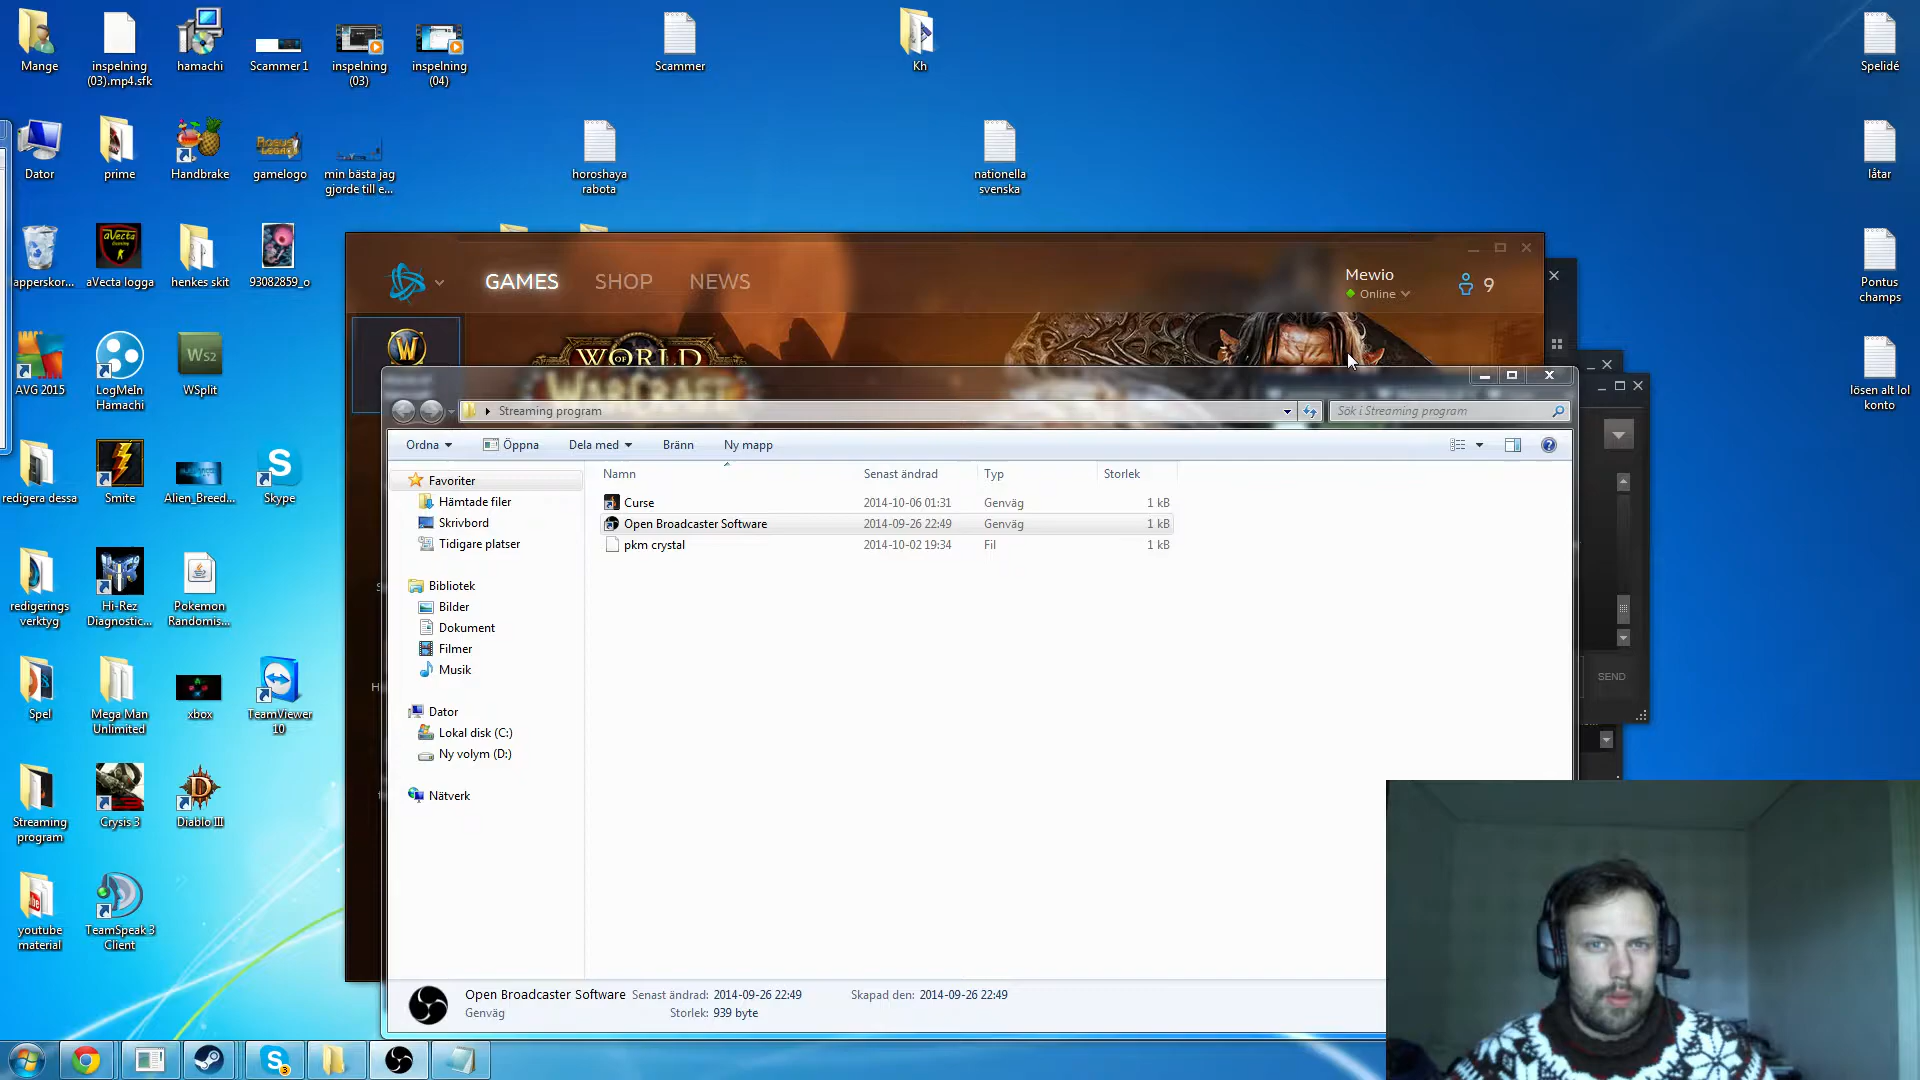 Mange
inspelning
(03).mp4.sfk
hamachi
Scammer 1
inspelning
(03)
inspelning
(04)
Scammer
Kh
Spelidé
Dator
prime
Handbrake
gamelogo
min bästa jag
gjorde till e...
horoshaya
rabota
nationella
svenska
låtar
apperskor...
aVecta logga
henkes skit
93082859_o
Pontus
champs
GAMES
SHOP
NEWS
Mewio
Online
9
AVG 2015
LogMeIn
Hamachi
WS2
WSplit
W
WORLD
WARCRAFT
lösen alt lol
konto
Streaming program
Sök i Streaming program
Ordna
Öppna
Dela med
Bränn
Ny mapp
Namn
Senast ändrad
Typ
Storlek
Favoriter
Hämtade filer
Skrivbord
Tidigare platser
Curse
2014-10-06 01:31
Genväg
1 kB
Open Broadcaster Software
2014-09-26 22:49
Genväg
1 kB
pkm crystal
2014-10-02 19:34
Fil
1 kB
redigera dessa
Smite
Alien_Breed...
Skype
Bibliotek
Bilder
Dokument
Filmer
Musik
redigerings
verktyg
Hi-Rez
Diagnostic...
Pokemon
Randomis...
SEND
Dator
Lokal disk (C:)
Ny volym (D:)
Nätverk
Spel
Mega Man
Unlimited
xbox
TeamViewer
10
Streaming
program
Crysis 3
Diablo III
youtube
material
TeamSpeak 3
Client
Open Broadcaster Software
Senast ändrad: 2014-09-26 22:49
Skapad den: 2014-09-26 22:49
Genväg
Storlek: 939 byte
3